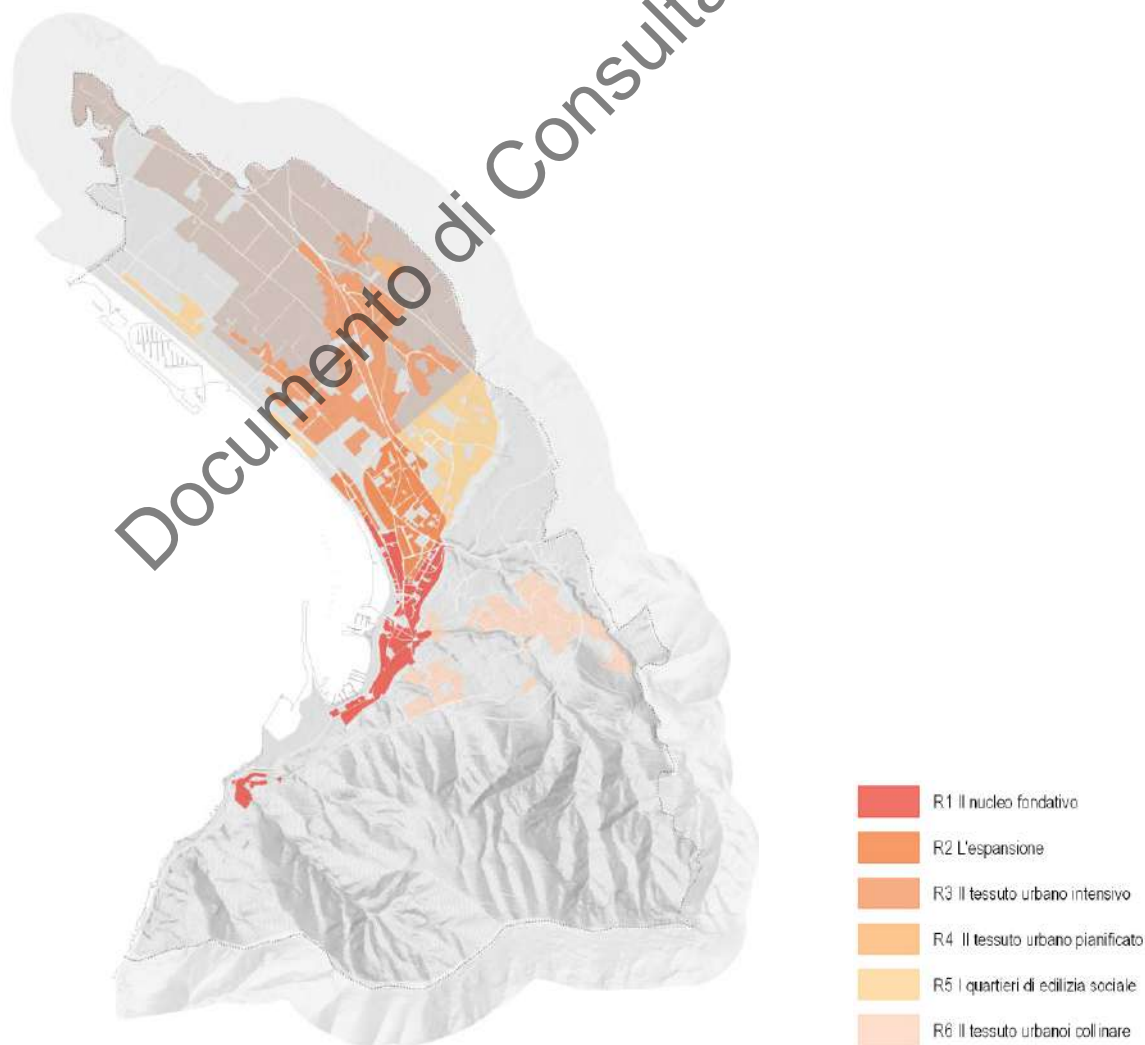 Documento di Consulta
R1 Il nucleo fondativo
R2 L'espansione
R3 Il tessuto urbano intensivo
R4 Il tessuto urbano pianificato
R5 I quartieri di edilizia sociale
R6 Il tessuto urbanoi collinare